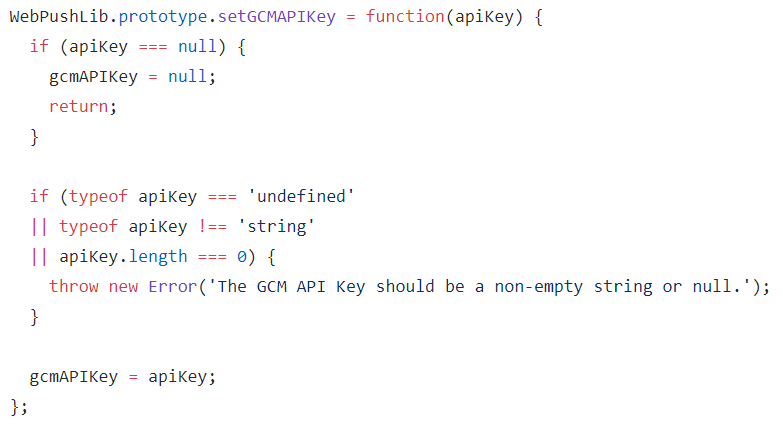 WebPushLib.prototype.setGCMAPIKey = function(apiKey) {
  if (apiKey === null) {
    gcmAPIKey = null;
    return;
  }

  if (typeof apiKey === 'undefined'
  || typeof apiKey !== 'string'
  || apiKey.length === 0) {
    throw new Error('The GCM API Key should be a non-empty string or null.');
  }

  gcmAPIKey = apiKey;
};